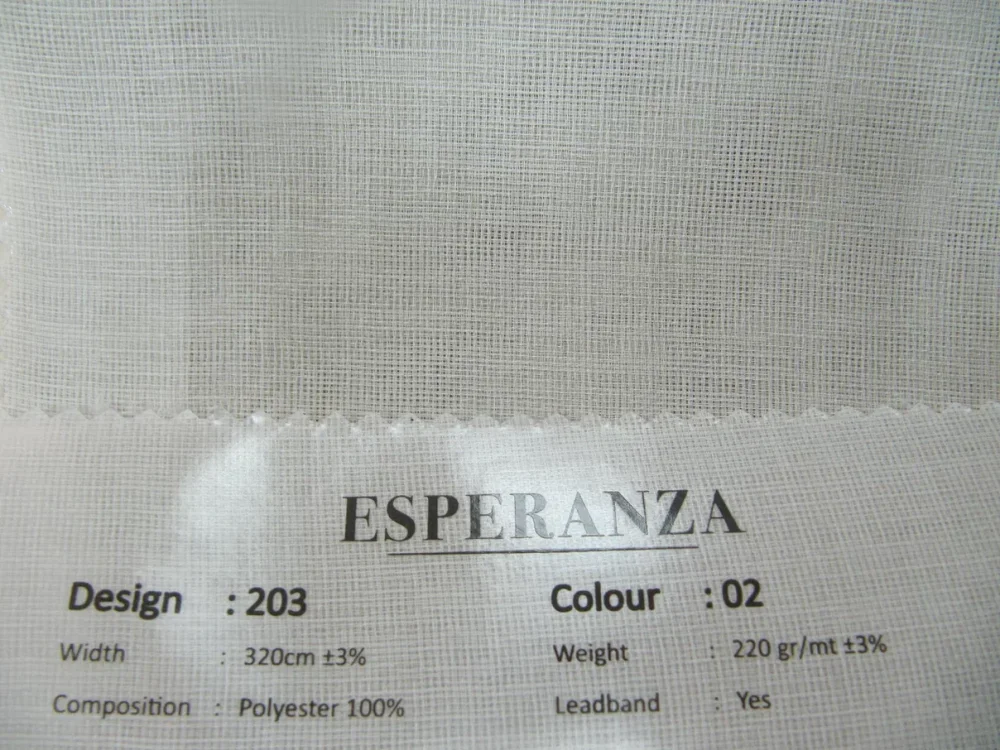 ESPERANZA
Design : 203 Colour : 02
Width : 320cm ±3% Weight : 220 gr/mt ±3%
Composition : Polyester 100% Leadband : Yes